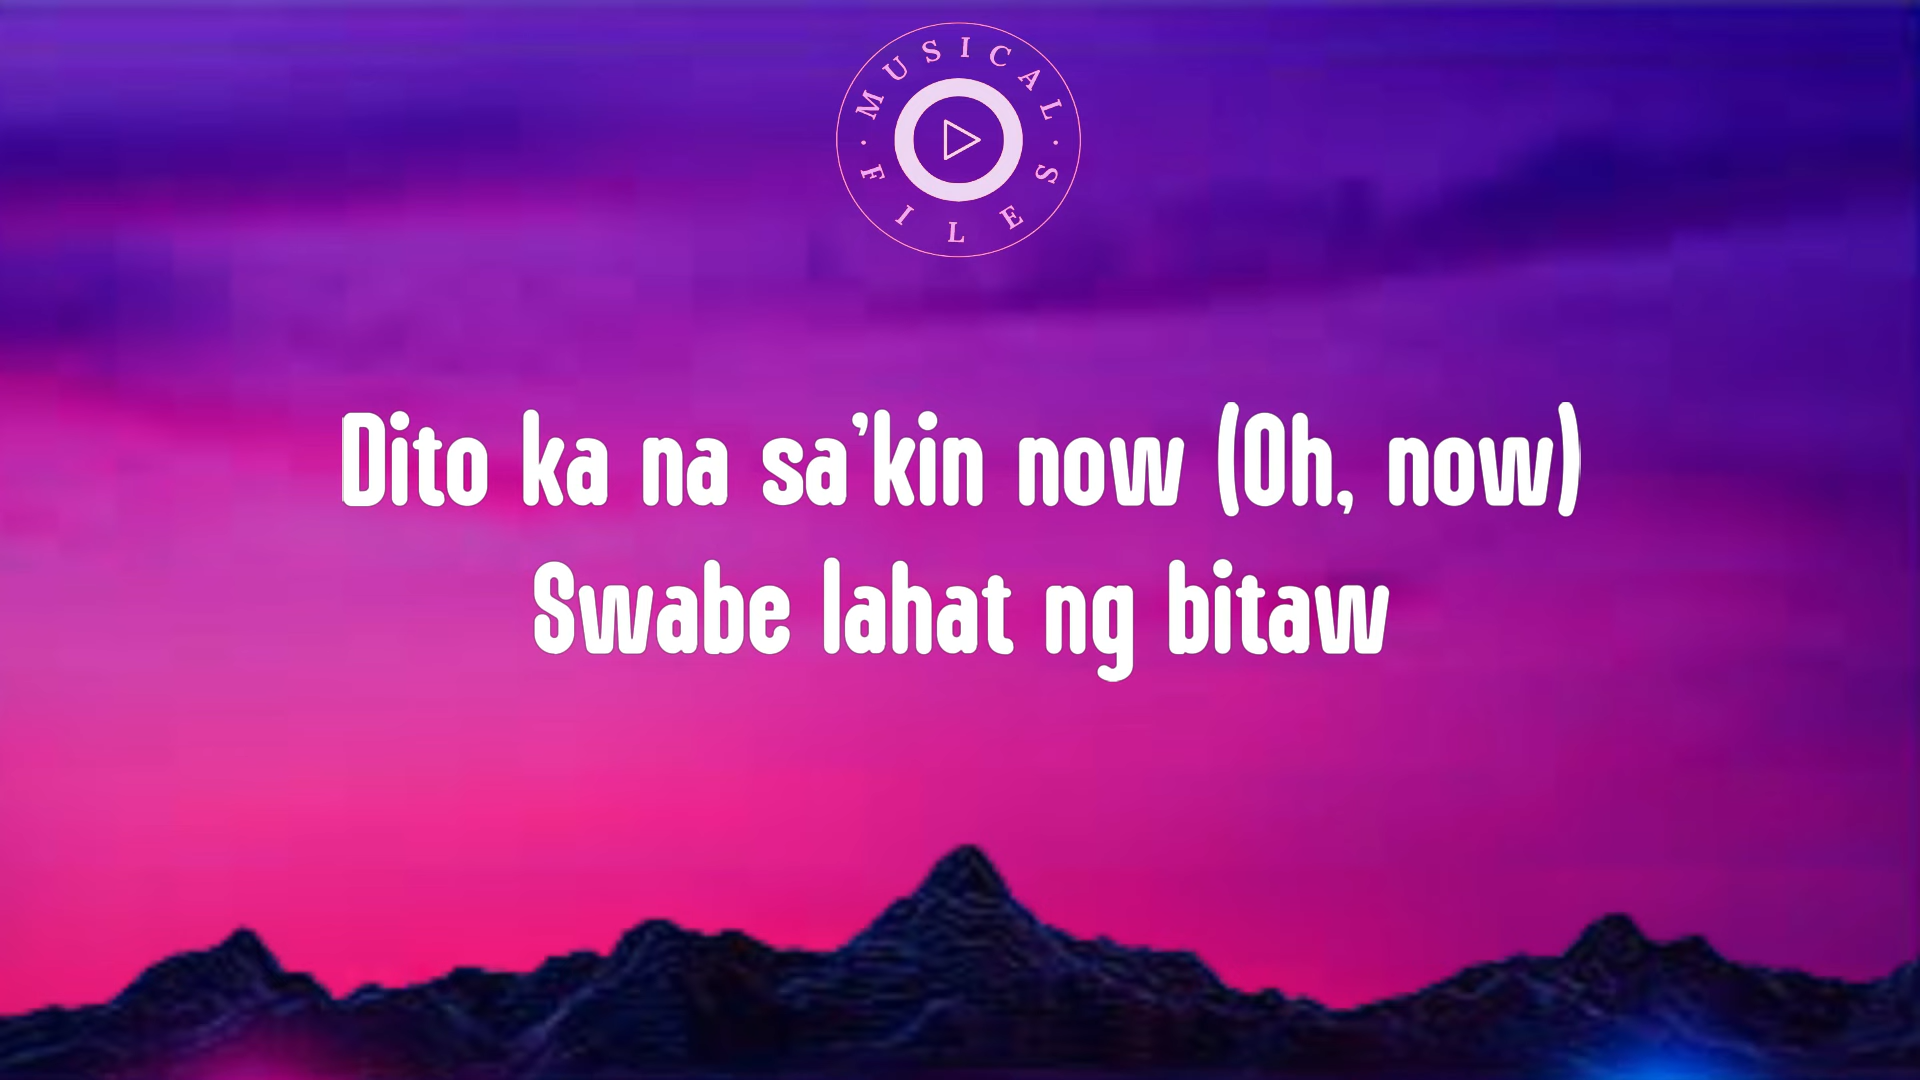 MUSICAL
FILES
Dito ka na sa’kin now (Oh, now)
Swabe lahat ng bitaw